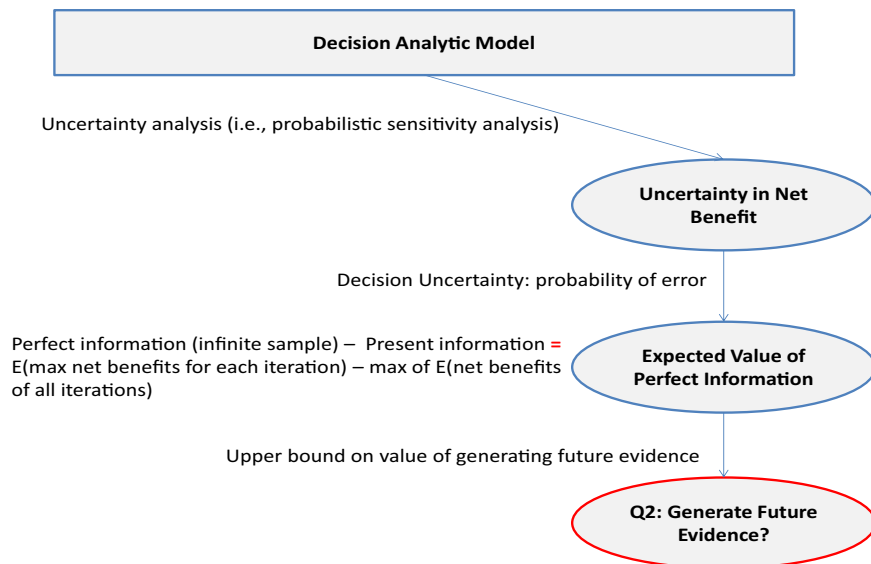 Decision Analytic Model
Uncertainty analysis (i.e., probabilistic sensitivity analysis)
Uncertainty in Net
Benefit
Decision Uncertainty: probability of error
Perfect information (infinite sample) – Present information =
E(max net benefits for each iteration) – max of E(net benefits
of all iterations)
Expected Value of
Perfect Information
Upper bound on value of generating future evidence
Q2: Generate Future
Evidence?